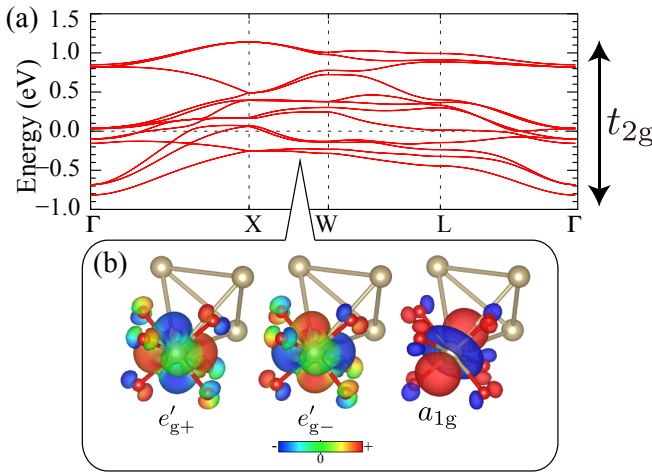 (a)
Energy (eV)
1.5
1.0
0.5
0.0
−0.5
−1.0
Γ X W L Γ
t2g
(b)
e′g+ e′g− a1g
- 0 +